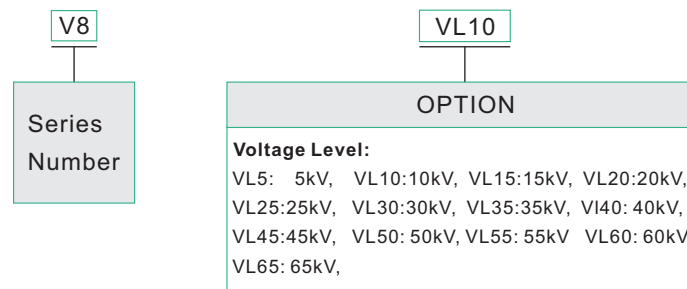 V8
VL10
Series
Number
OPTION
Voltage Level:
VL5: 5kV, VL10:10kV, VL15:15kV, VL20:20kV,
VL25:25kV, VL30:30kV, VL35:35kV, Vl40: 40kV,
VL45:45kV, VL50: 50kV, VL55: 55kV VL60: 60kV
VL65: 65kV,